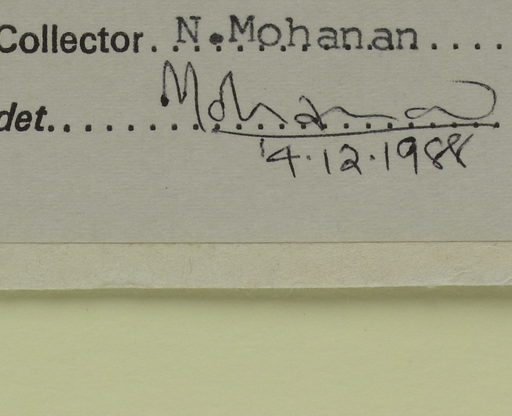 Collector. N. Mohanan ....
det........ Mohanan
14.12.1988